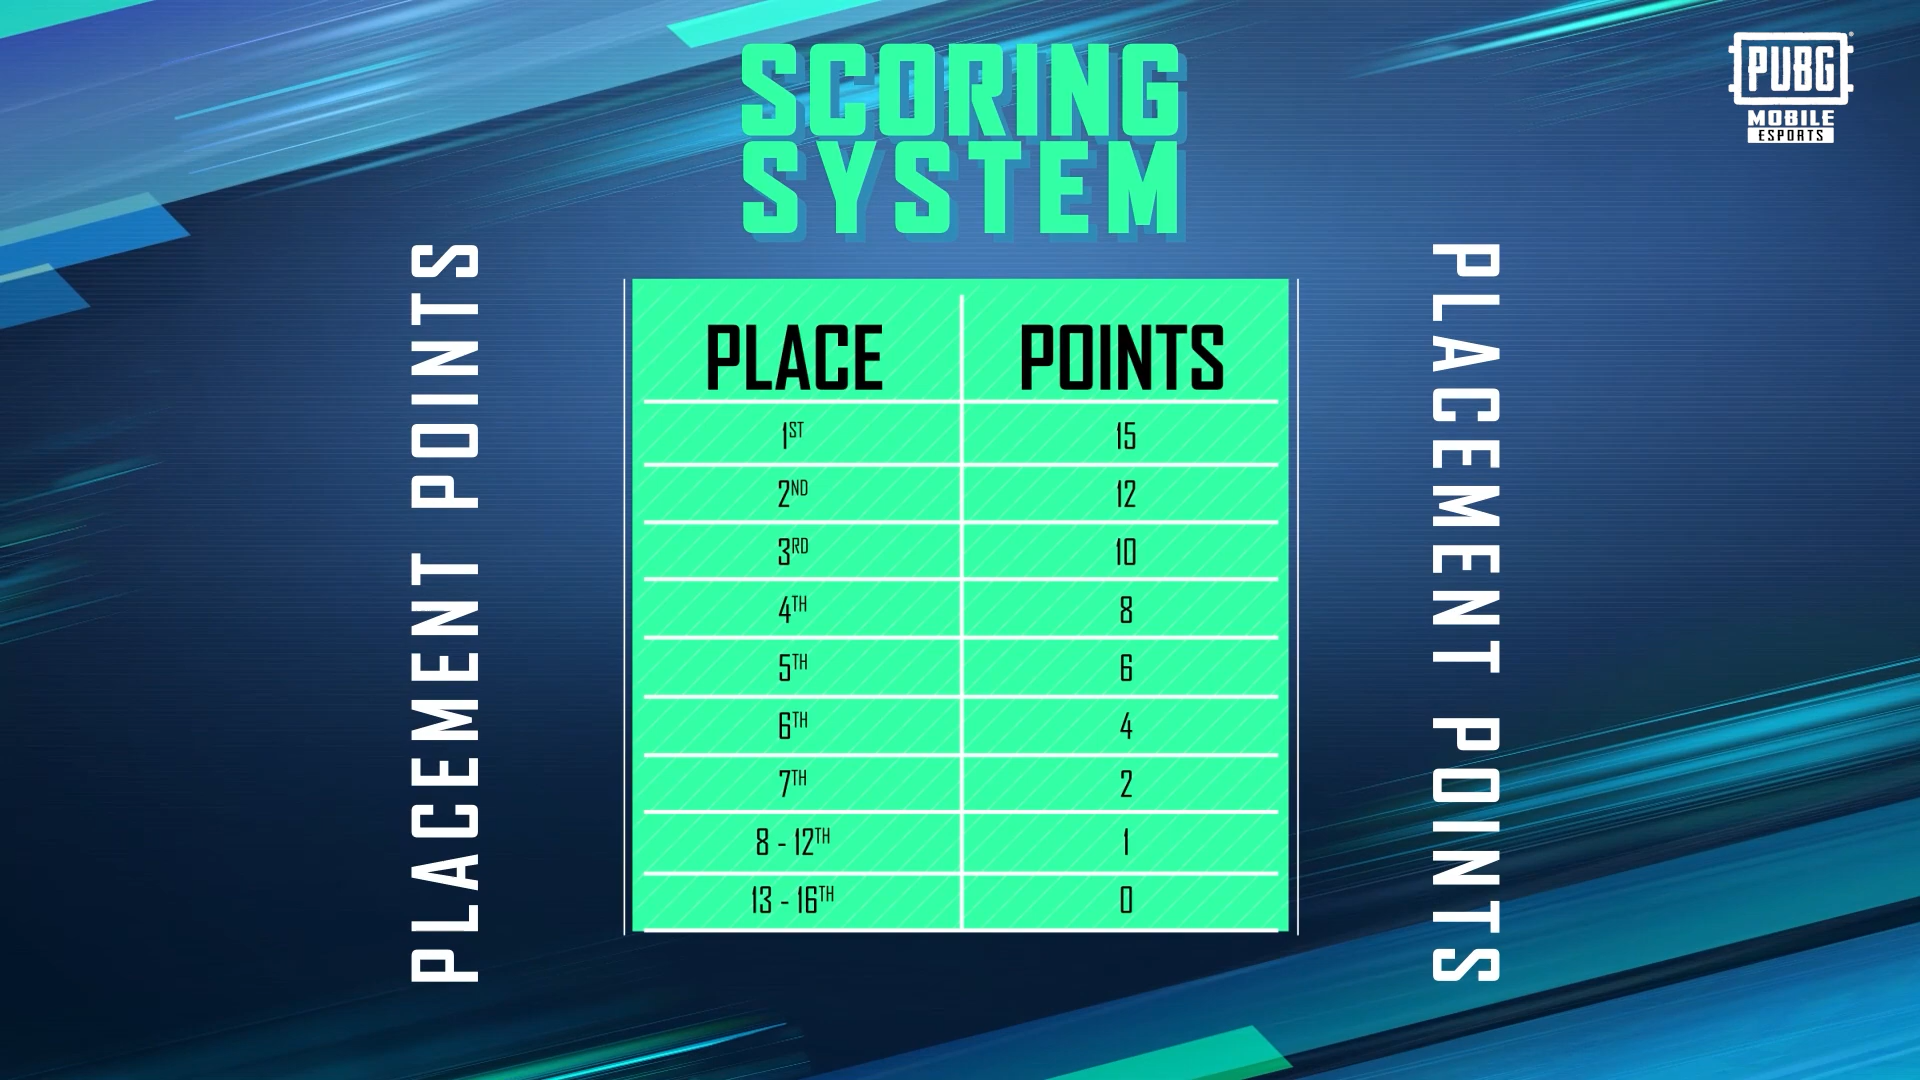 SCORING
SYSTEM
PUBG
MOBILE
ESPORTS
PLACEMENT POINTS
PLACE POINTS
1ST 15
2ND 12
3RD 10
4TH 8
5TH 6
6TH 4
7TH 2
8 - 12TH 1
13 - 16TH 0
PLACEMENT POINTS